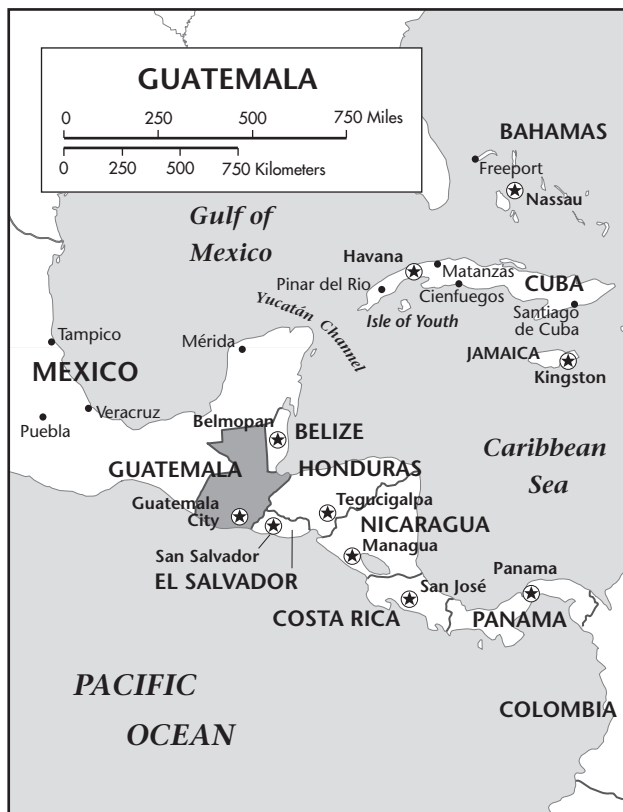 GUATEMALA
0 250 500 750 Miles
0 250 500 750 Kilometers
BAHAMAS
Freeport
Nassau
Gulf of
Mexico
Havana
Matanzas
Pinar del Rio
CUBA
Cienfuegos
Santiago
de Cuba
Isle of Youth
Yucatán Channel
Tampico
Mérida
JAMAICA
Kingston
MEXICO
Veracruz
Puebla
Belmopan
BELIZE
Caribbean
Sea
GUATEMALA
HONDURAS
Guatemala
City
Tegucigalpa
NICARAGUA
San Salvador
Managua
EL SALVADOR
San José
Panama
COSTA RICA
PANAMA
PACIFIC
OCEAN
COLOMBIA